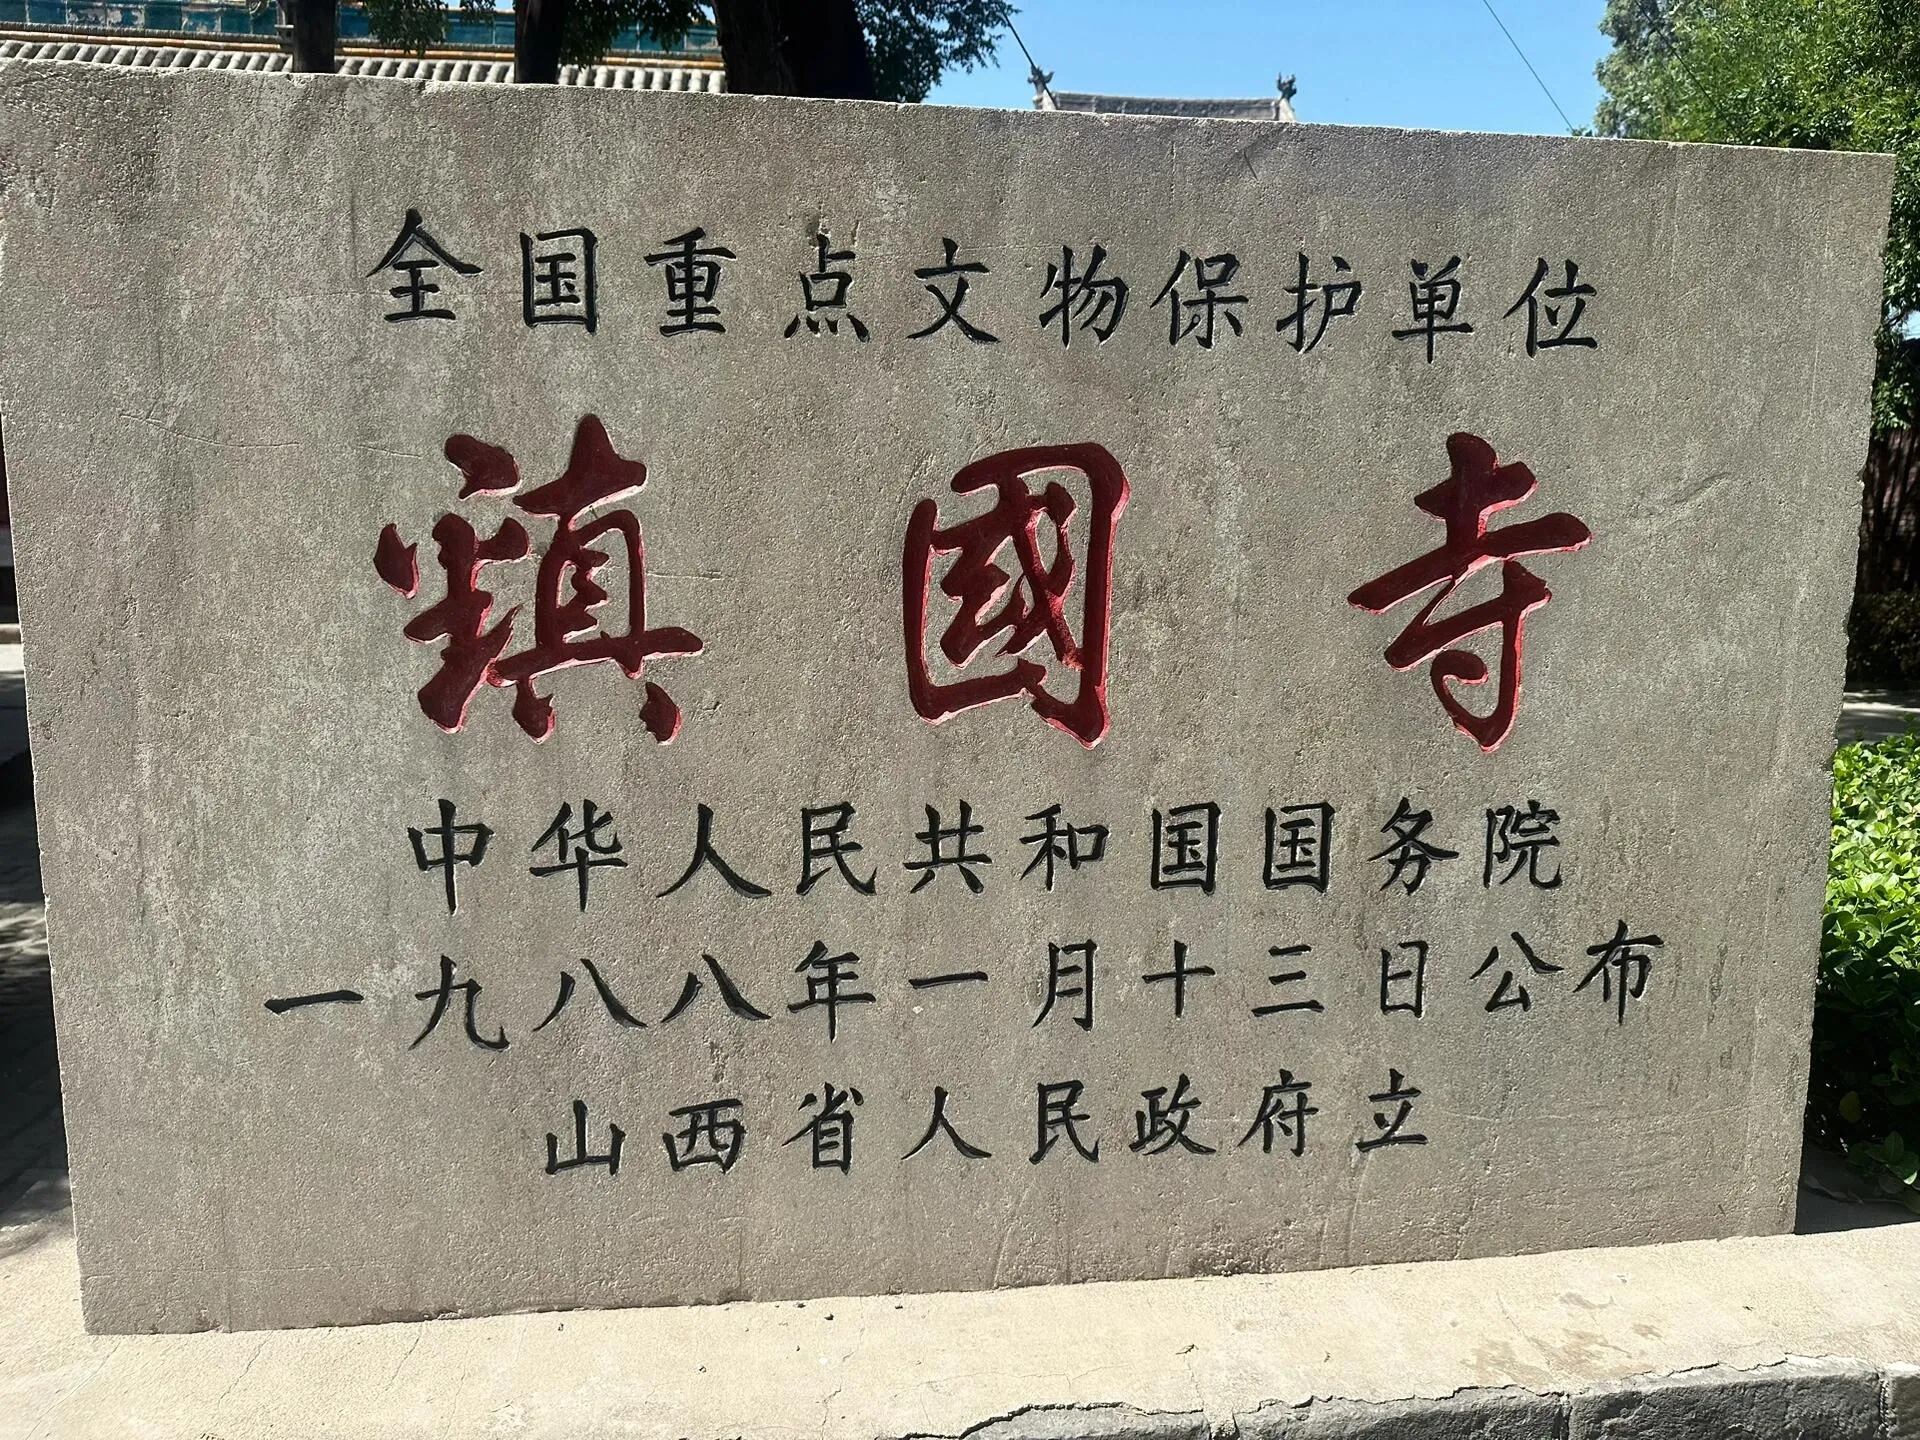 全国重点文物保护单位
鎮國寺
中华人民共和国国务院
一九八八年一月十三日公布
山西省人民政府立